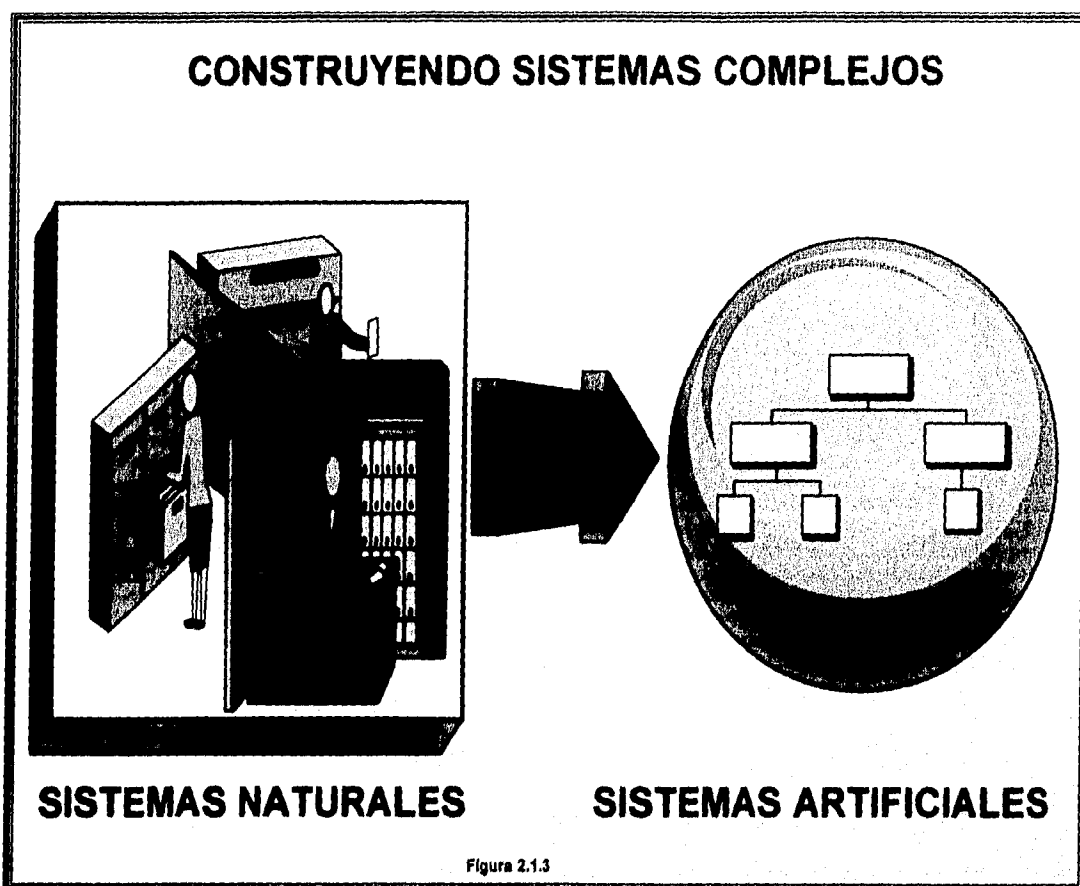 CONSTRUYENDO SISTEMAS COMPLEJOS
SISTEMAS NATURALES
SISTEMAS ARTIFICIALES
Figura 2.1.3